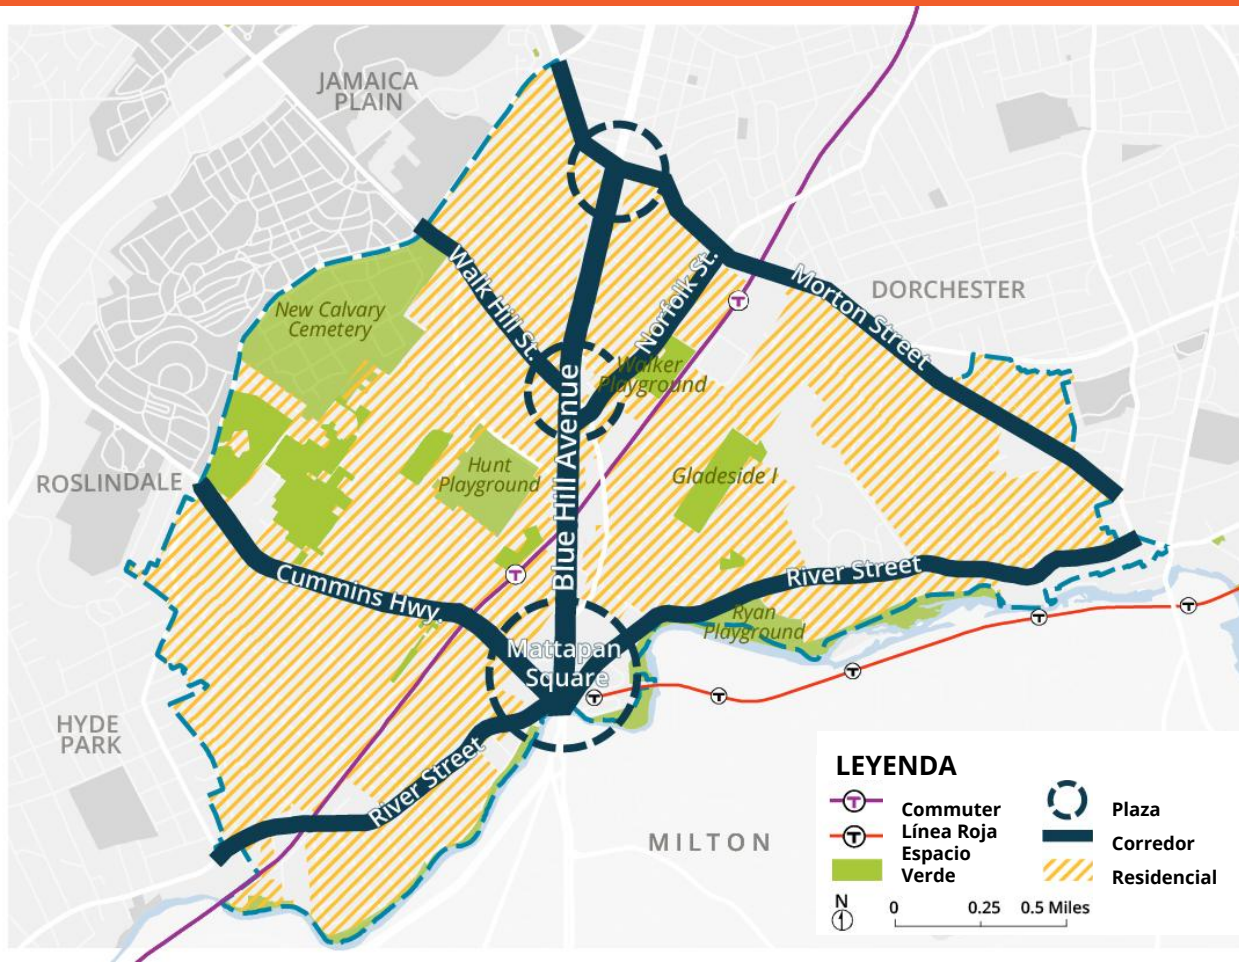 JAMAICA
PLAIN
DORCHESTER
New Calvary
Cemetery
Walk Hill St.
Norfolk St.
Morton Street
Walker
Playground
Blue Hill Avenue
Hunt
Playground
Gladeside I
ROSLINDALE
Cummins Hwy.
River Street
Ryan
Playground
Mattapan
Square
HYDE
PARK
River Street
MILTON
LEYENDA
T Commuter
T Línea Roja
Espacio
Verde
Plaza
Corredor
Residencial
N
0 0.25 0.5 Miles
T
T
T
T
T
T
T